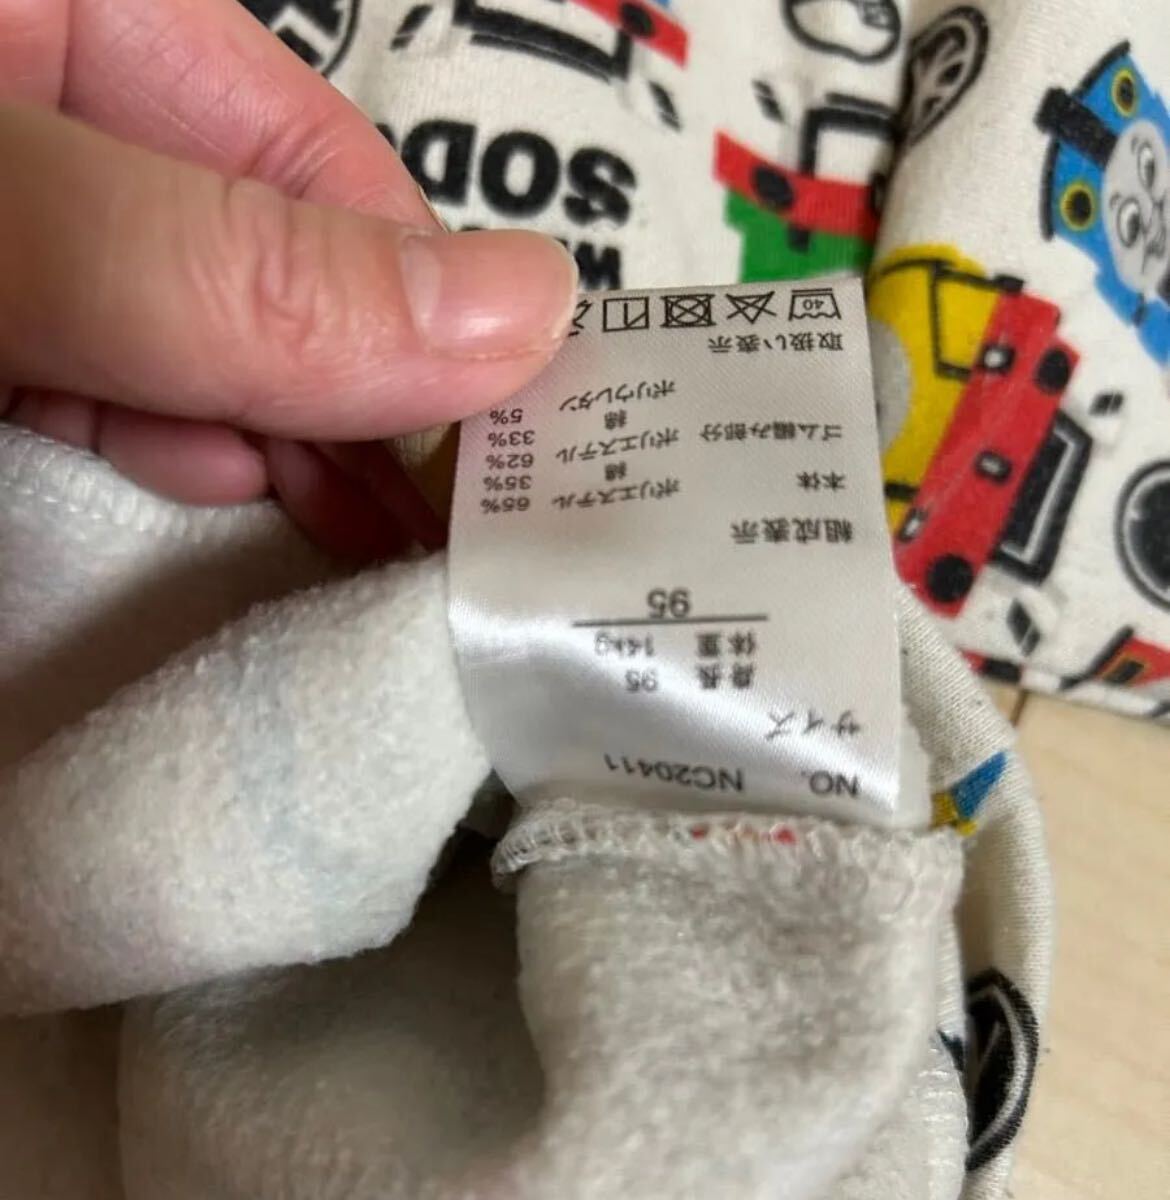 NO. NC20411
サイズ
身長 95
体重 14kg
95
組成表示
本体 ポリエステル 65%
綿 35%
ゴム編み部分 ポリエステル 62%
綿 33%
ポリウレタン 5%
取扱い表示
40
SOD